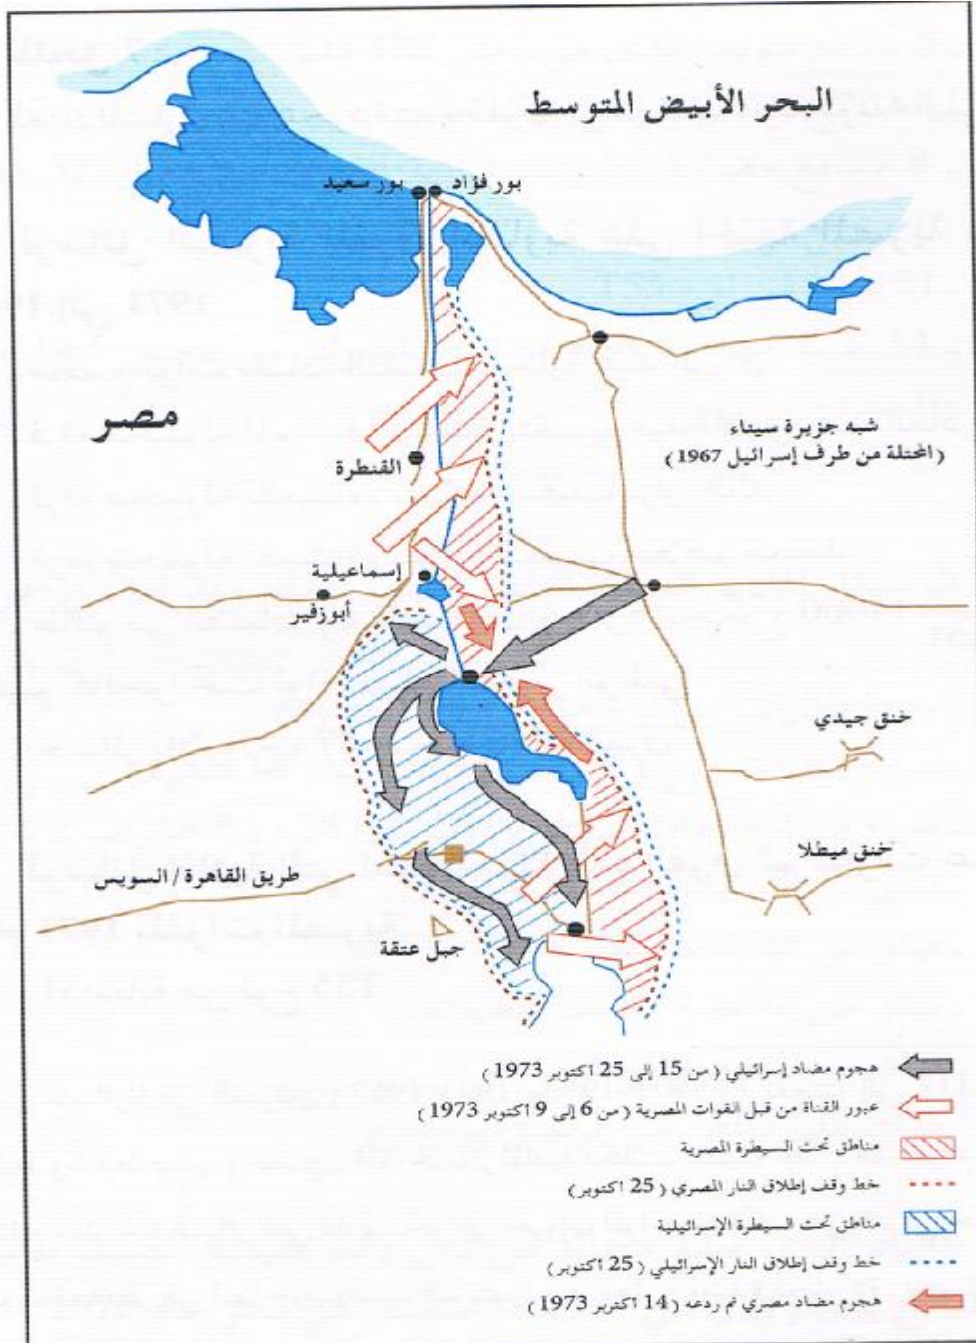 البحر الأبيض المتوسط
بور سعيد
بور فؤاد
مصر
شبه جزيرة سيناء
(المحتلة من طرف إسرائيل 1967)
القنطرة
إسماعيلية
أبوزفير
خنق جيدي
خنق ميطلا
طريق القاهرة/السويس
جبل عتقة
هجوم مضاد إسرائيلي (من 15 إلى 25 اكتوبر 1973)
عبور القناة من قبل القوات المصرية (من 6 إلى 9 اكتوبر 1973)
مناطق تحت السيطرة المصرية
خط وقف إطلاق النار المصري (25 اكتوبر)
مناطق تحت السيطرة الإسرائيلية
خط وقف إطلاق النار الإسرائيلي (25 اكتوبر)
هجوم مضاد مصري تم ردعه (14 اكتوبر 1973)